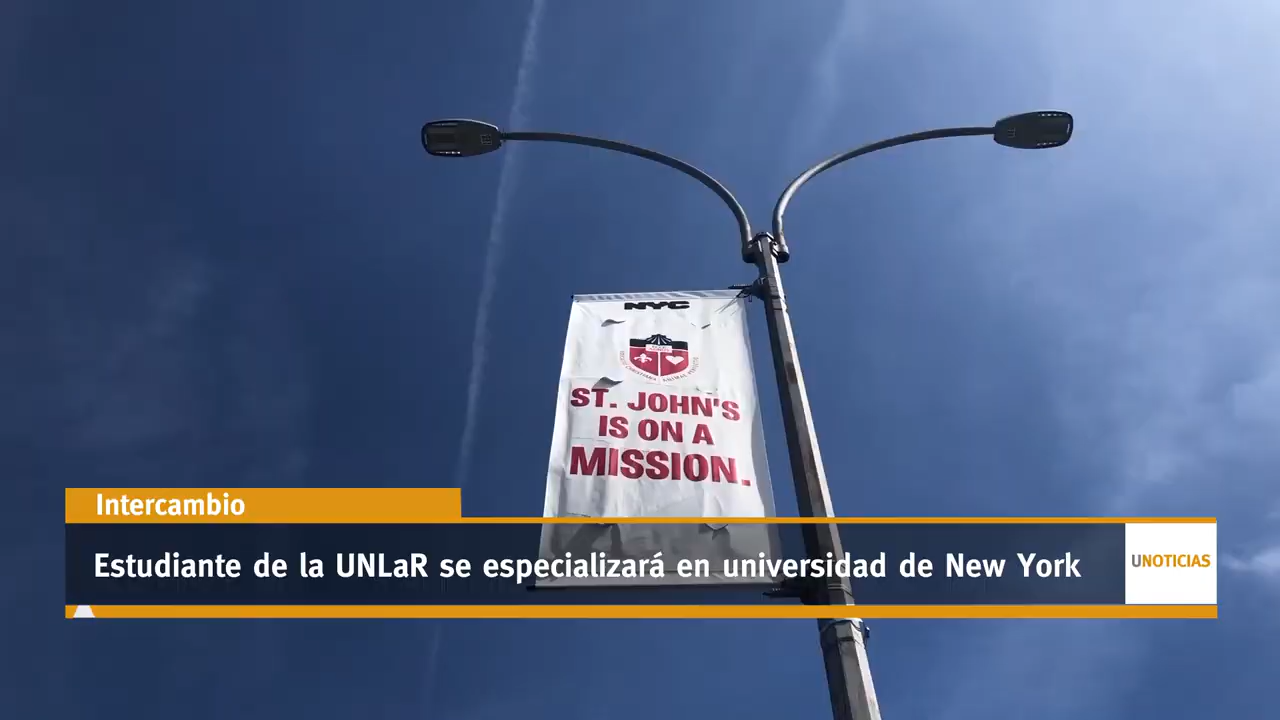 NYC
ST. JOHN'S
IS ON A
MISSION.
Intercambio
Estudiante de la UNLaR se especializará en universidad de New York
UNOTICIAS